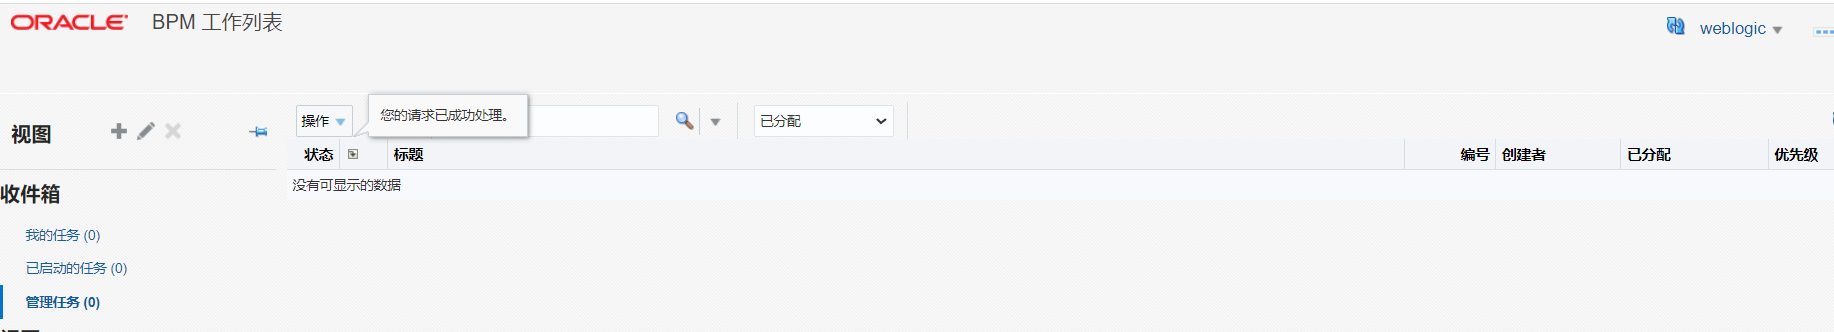 ORACLE BPM 工作列表
weblogic
视图
操作
您的请求已成功处理。
已分配
状态 标题 编号 创建者 已分配 优先级
没有可显示的数据
收件箱
我的任务 (0)
已启动的任务 (0)
管理任务 (0)